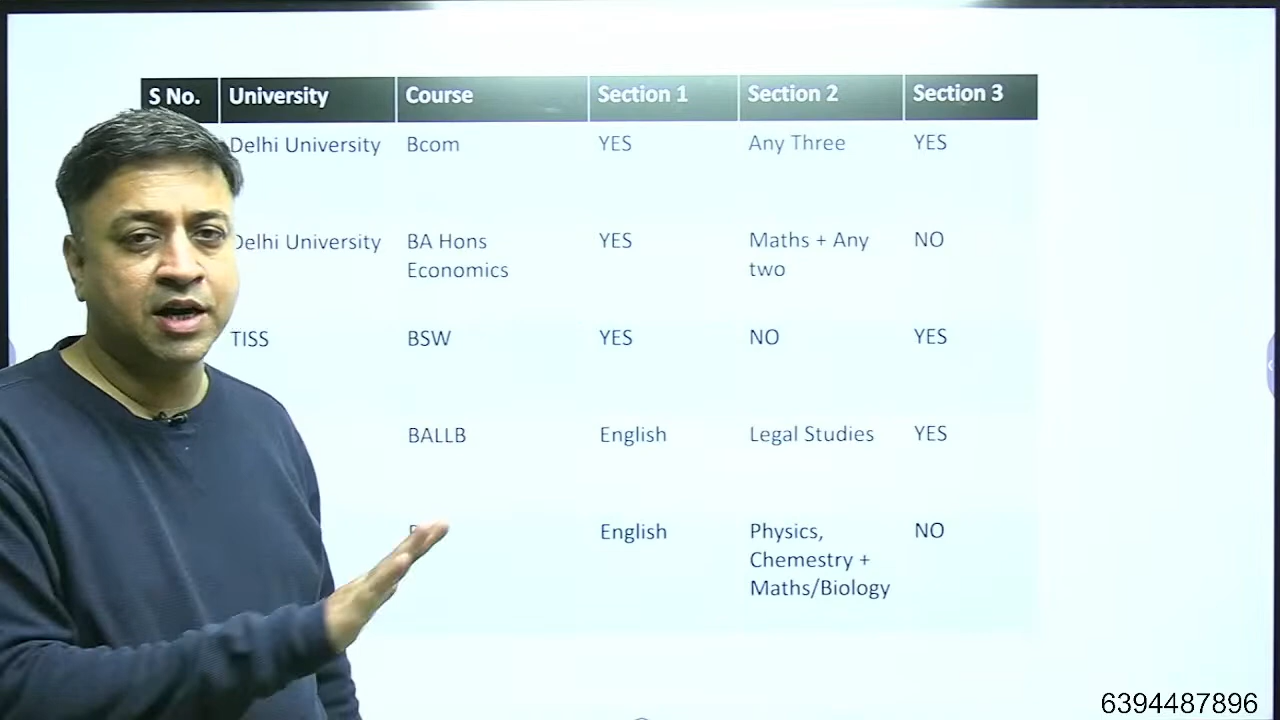 S No. University Course Section 1 Section 2 Section 3
Delhi University Bcom YES Any Three YES
Delhi University BA Hons YES Maths + Any NO
Economics two
TISS BSW YES NO YES
BALLB English Legal Studies YES
English Physics, NO
Chemestry +
Maths/Biology
6394487896